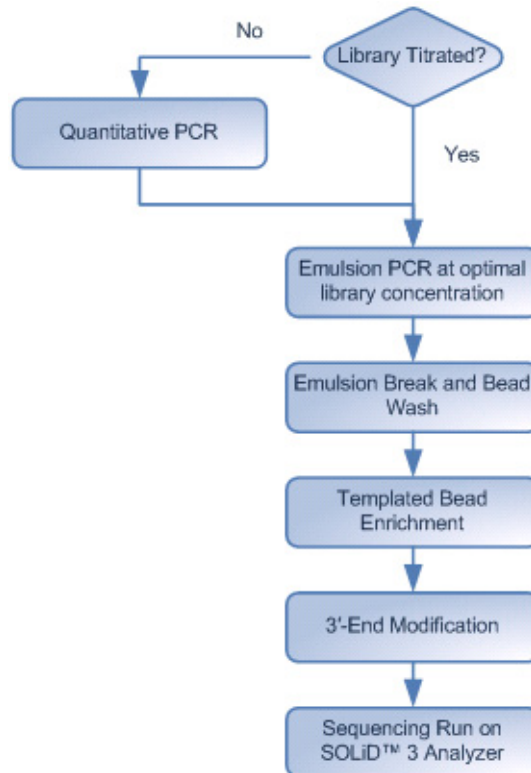 No
Library Titrated?
Quantitative PCR
Yes
Emulsion PCR at optimal
library concentration
Emulsion Break and Bead
Wash
Templated Bead
Enrichment
3'-End Modification
Sequencing Run on
SOLiD™ 3 Analyzer